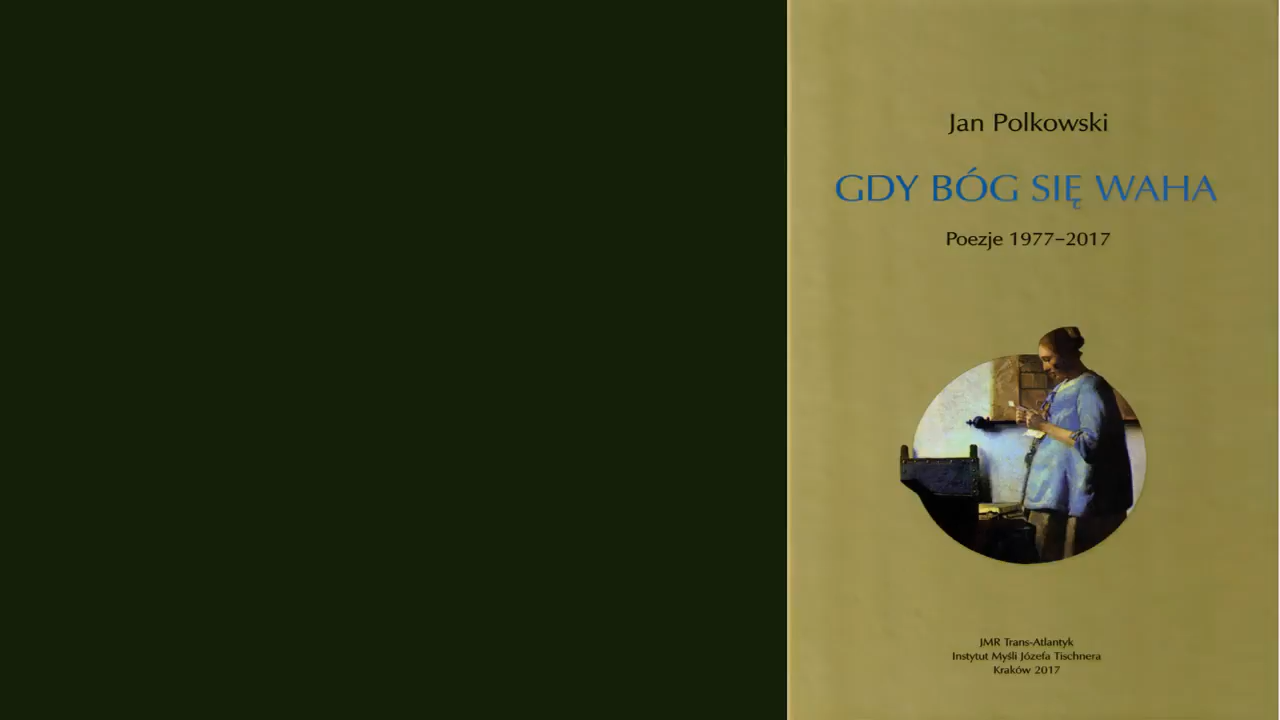 Jan Polkowski
GDY BÓG SIĘ WAHA
Poezje 1977–2017
JMR Trans-Atlantyk
Instytut Myśli Józefa Tischnera
Kraków 2017